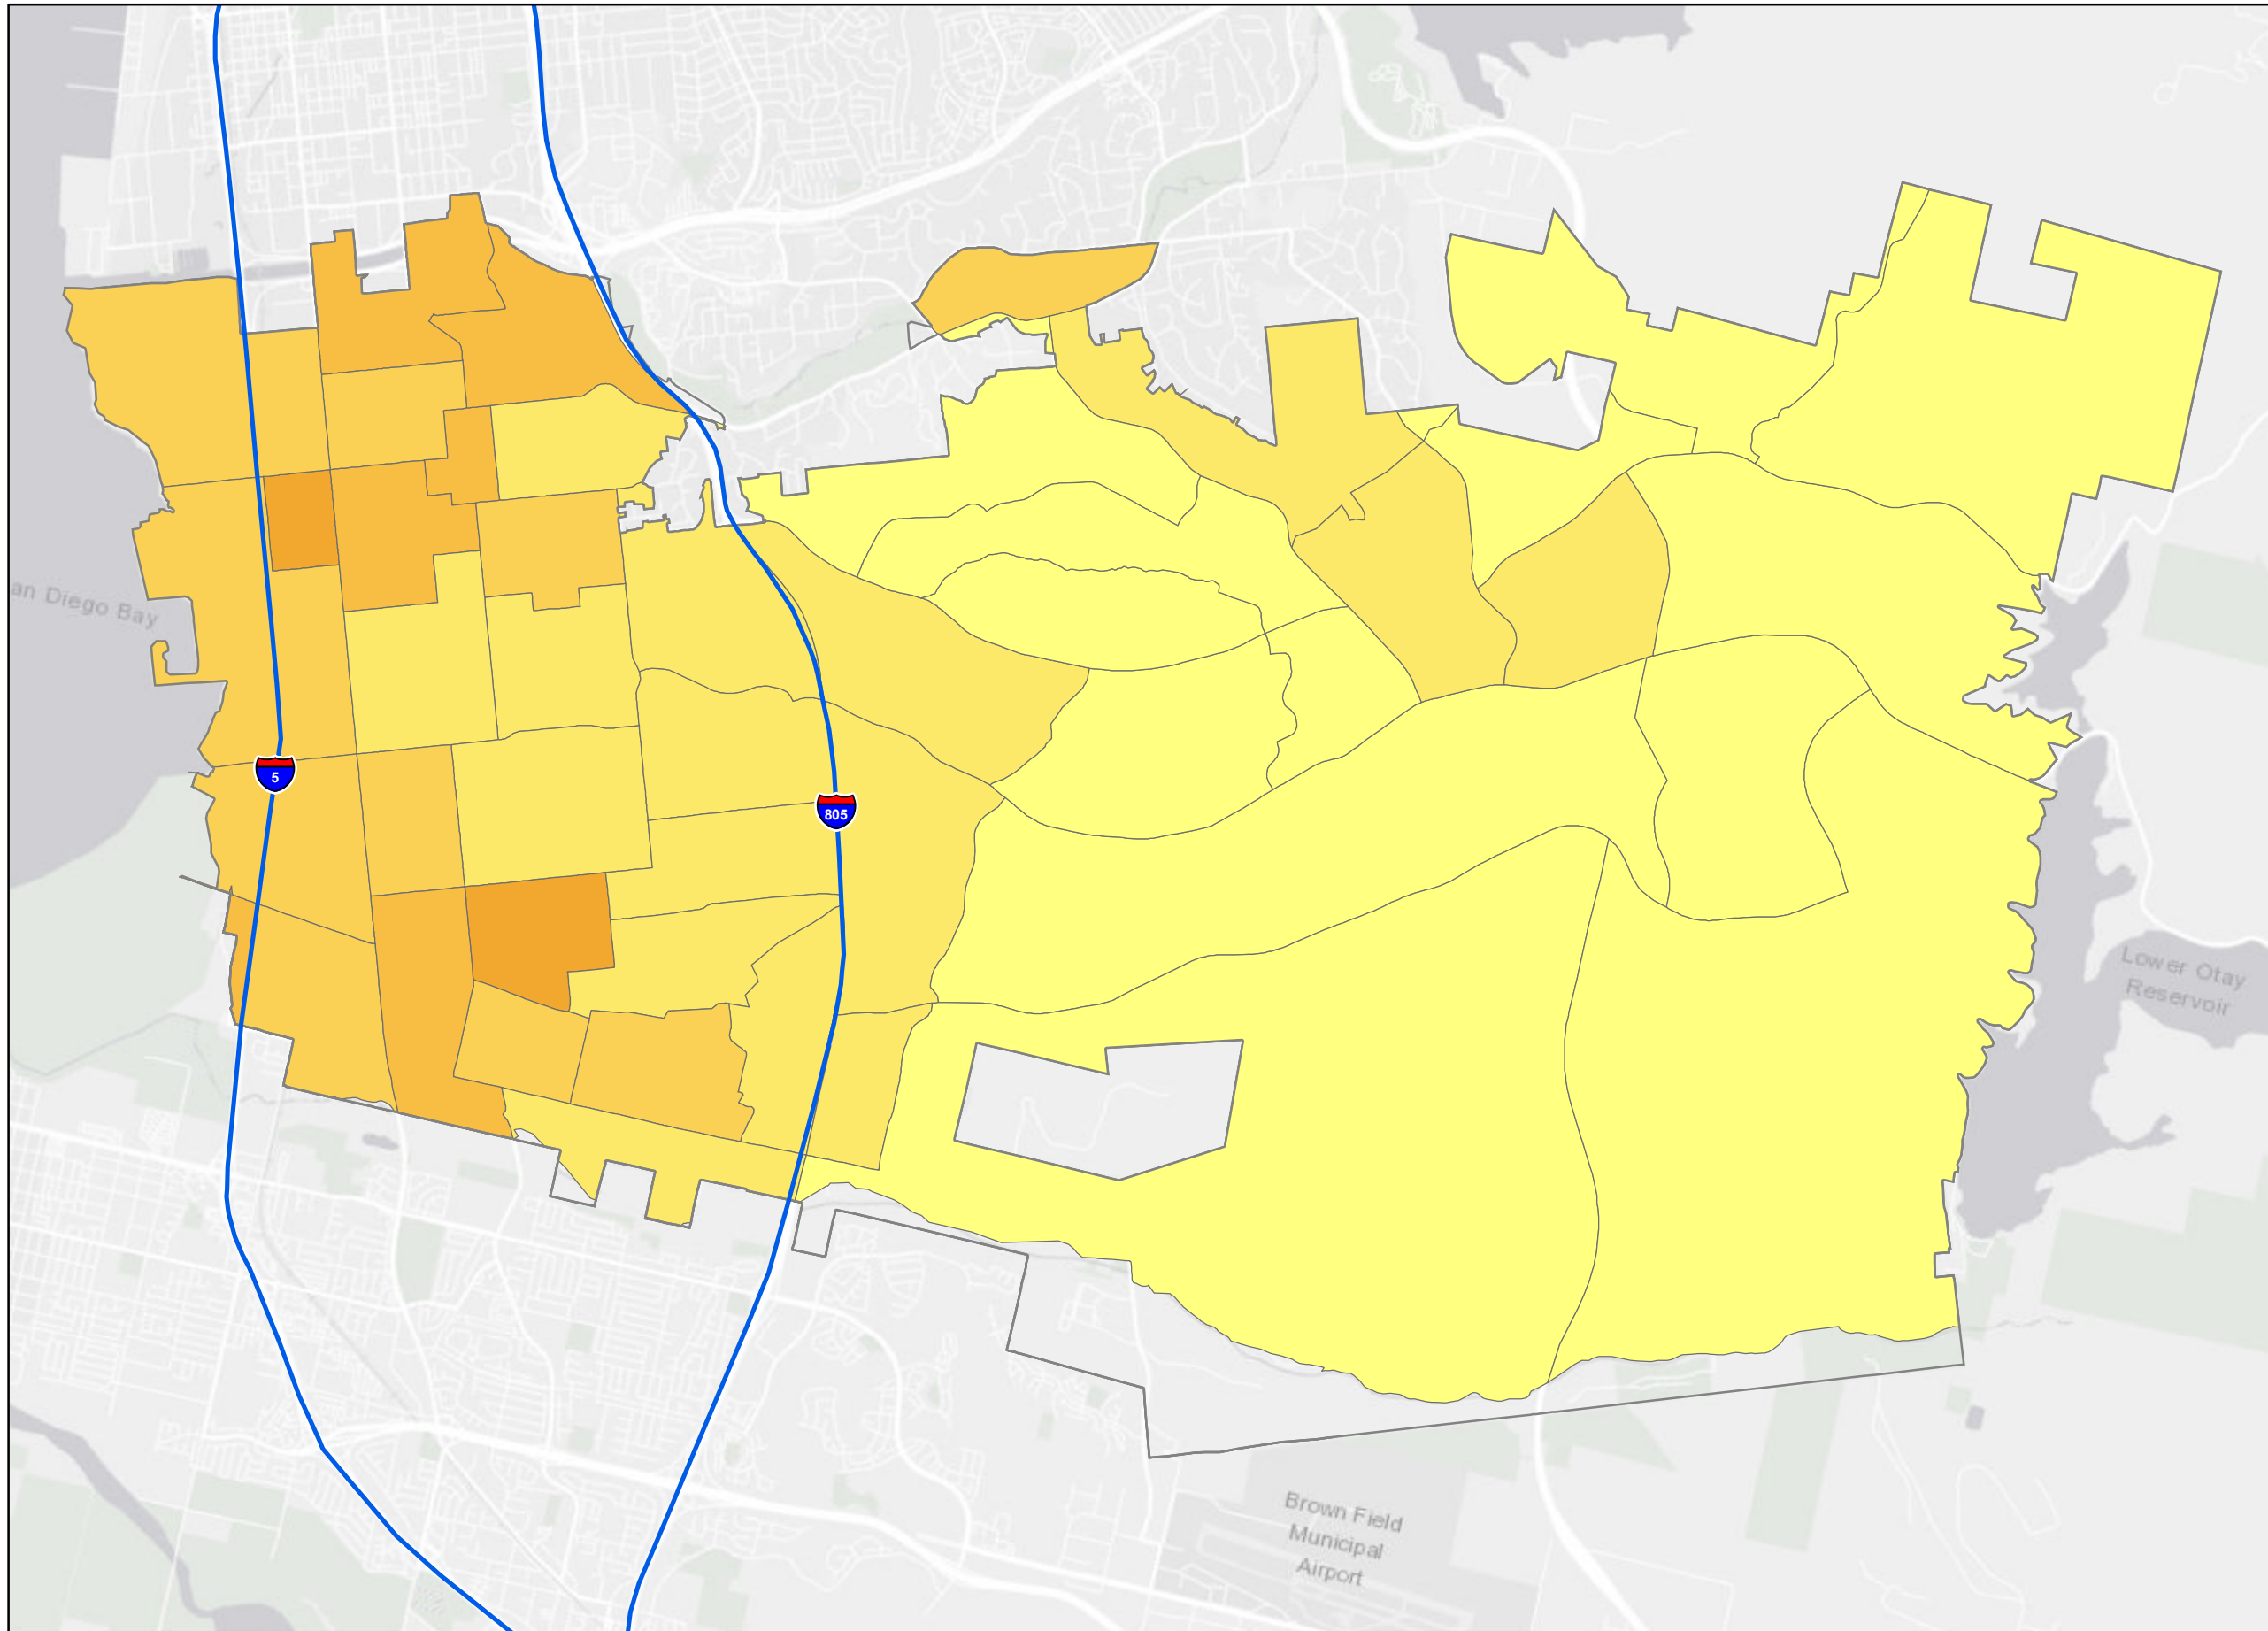 an Diego Bay
5
805
Lower Otay
Reservoir
Brown Field
Municipal
Airport